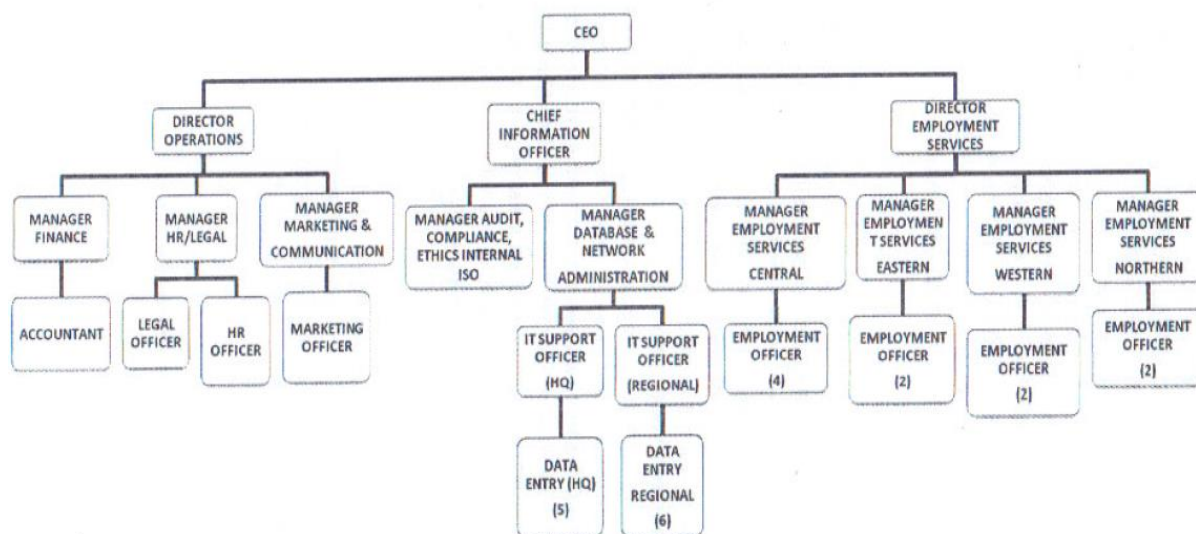 CEO
DIRECTOR
OPERATIONS
CHIEF
INFORMATION
OFFICER
DIRECTOR
EMPLOYMENT
SERVICES
MANAGER
FINANCE
MANAGER
HR/LEGAL
MANAGER
MARKETING &
COMMUNICATION
MANAGER AUDIT,
COMPLIANCE,
ETHICS INTERNAL
ISO
MANAGER
DATABASE &
NETWORK
ADMINISTRATION
MANAGER
EMPLOYMENT
SERVICES
CENTRAL
MANAGER
EMPLOYMEN
T SERVICES
EASTERN
MANAGER
EMPLOYMENT
SERVICES
WESTERN
MANAGER
EMPLOYMENT
SERVICES
NORTHERN
ACCOUNTANT
LEGAL
OFFICER
HR
OFFICER
MARKETING
OFFICER
IT SUPPORT
OFFICER
(HQ)
IT SUPPORT
OFFICER
(REGIONAL)
EMPLOYMENT
OFFICER
(4)
EMPLOYMENT
OFFICER
(2)
EMPLOYMENT
OFFICER
(2)
EMPLOYMENT
OFFICER
(2)
DATA
ENTRY (HQ)
(5)
DATA
ENTRY
REGIONAL
(6)